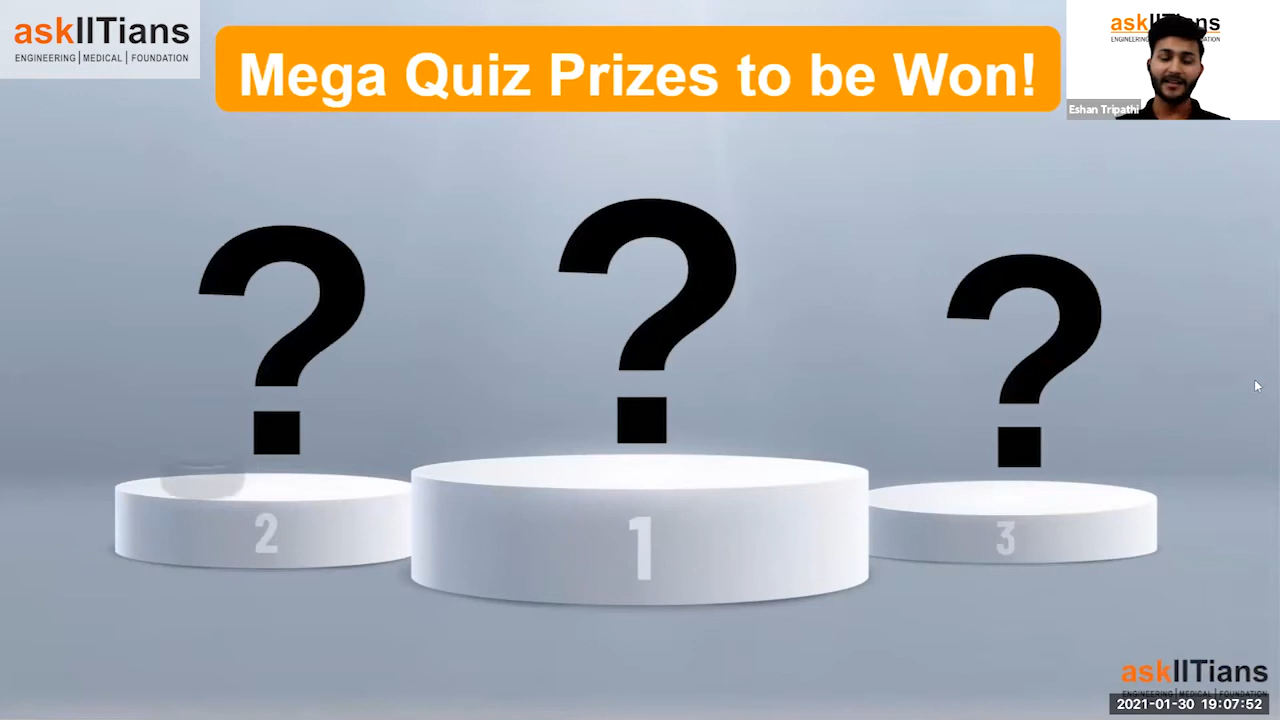 askIITians
ENGINEERING | MEDICAL | FOUNDATION
Mega Quiz Prizes to be Won!
Eshan Tripathi
?
?
?
2
1
3
askIITians
ENGINEERING | MEDICAL | FOUNDATION
2021-01-30 19:07:52